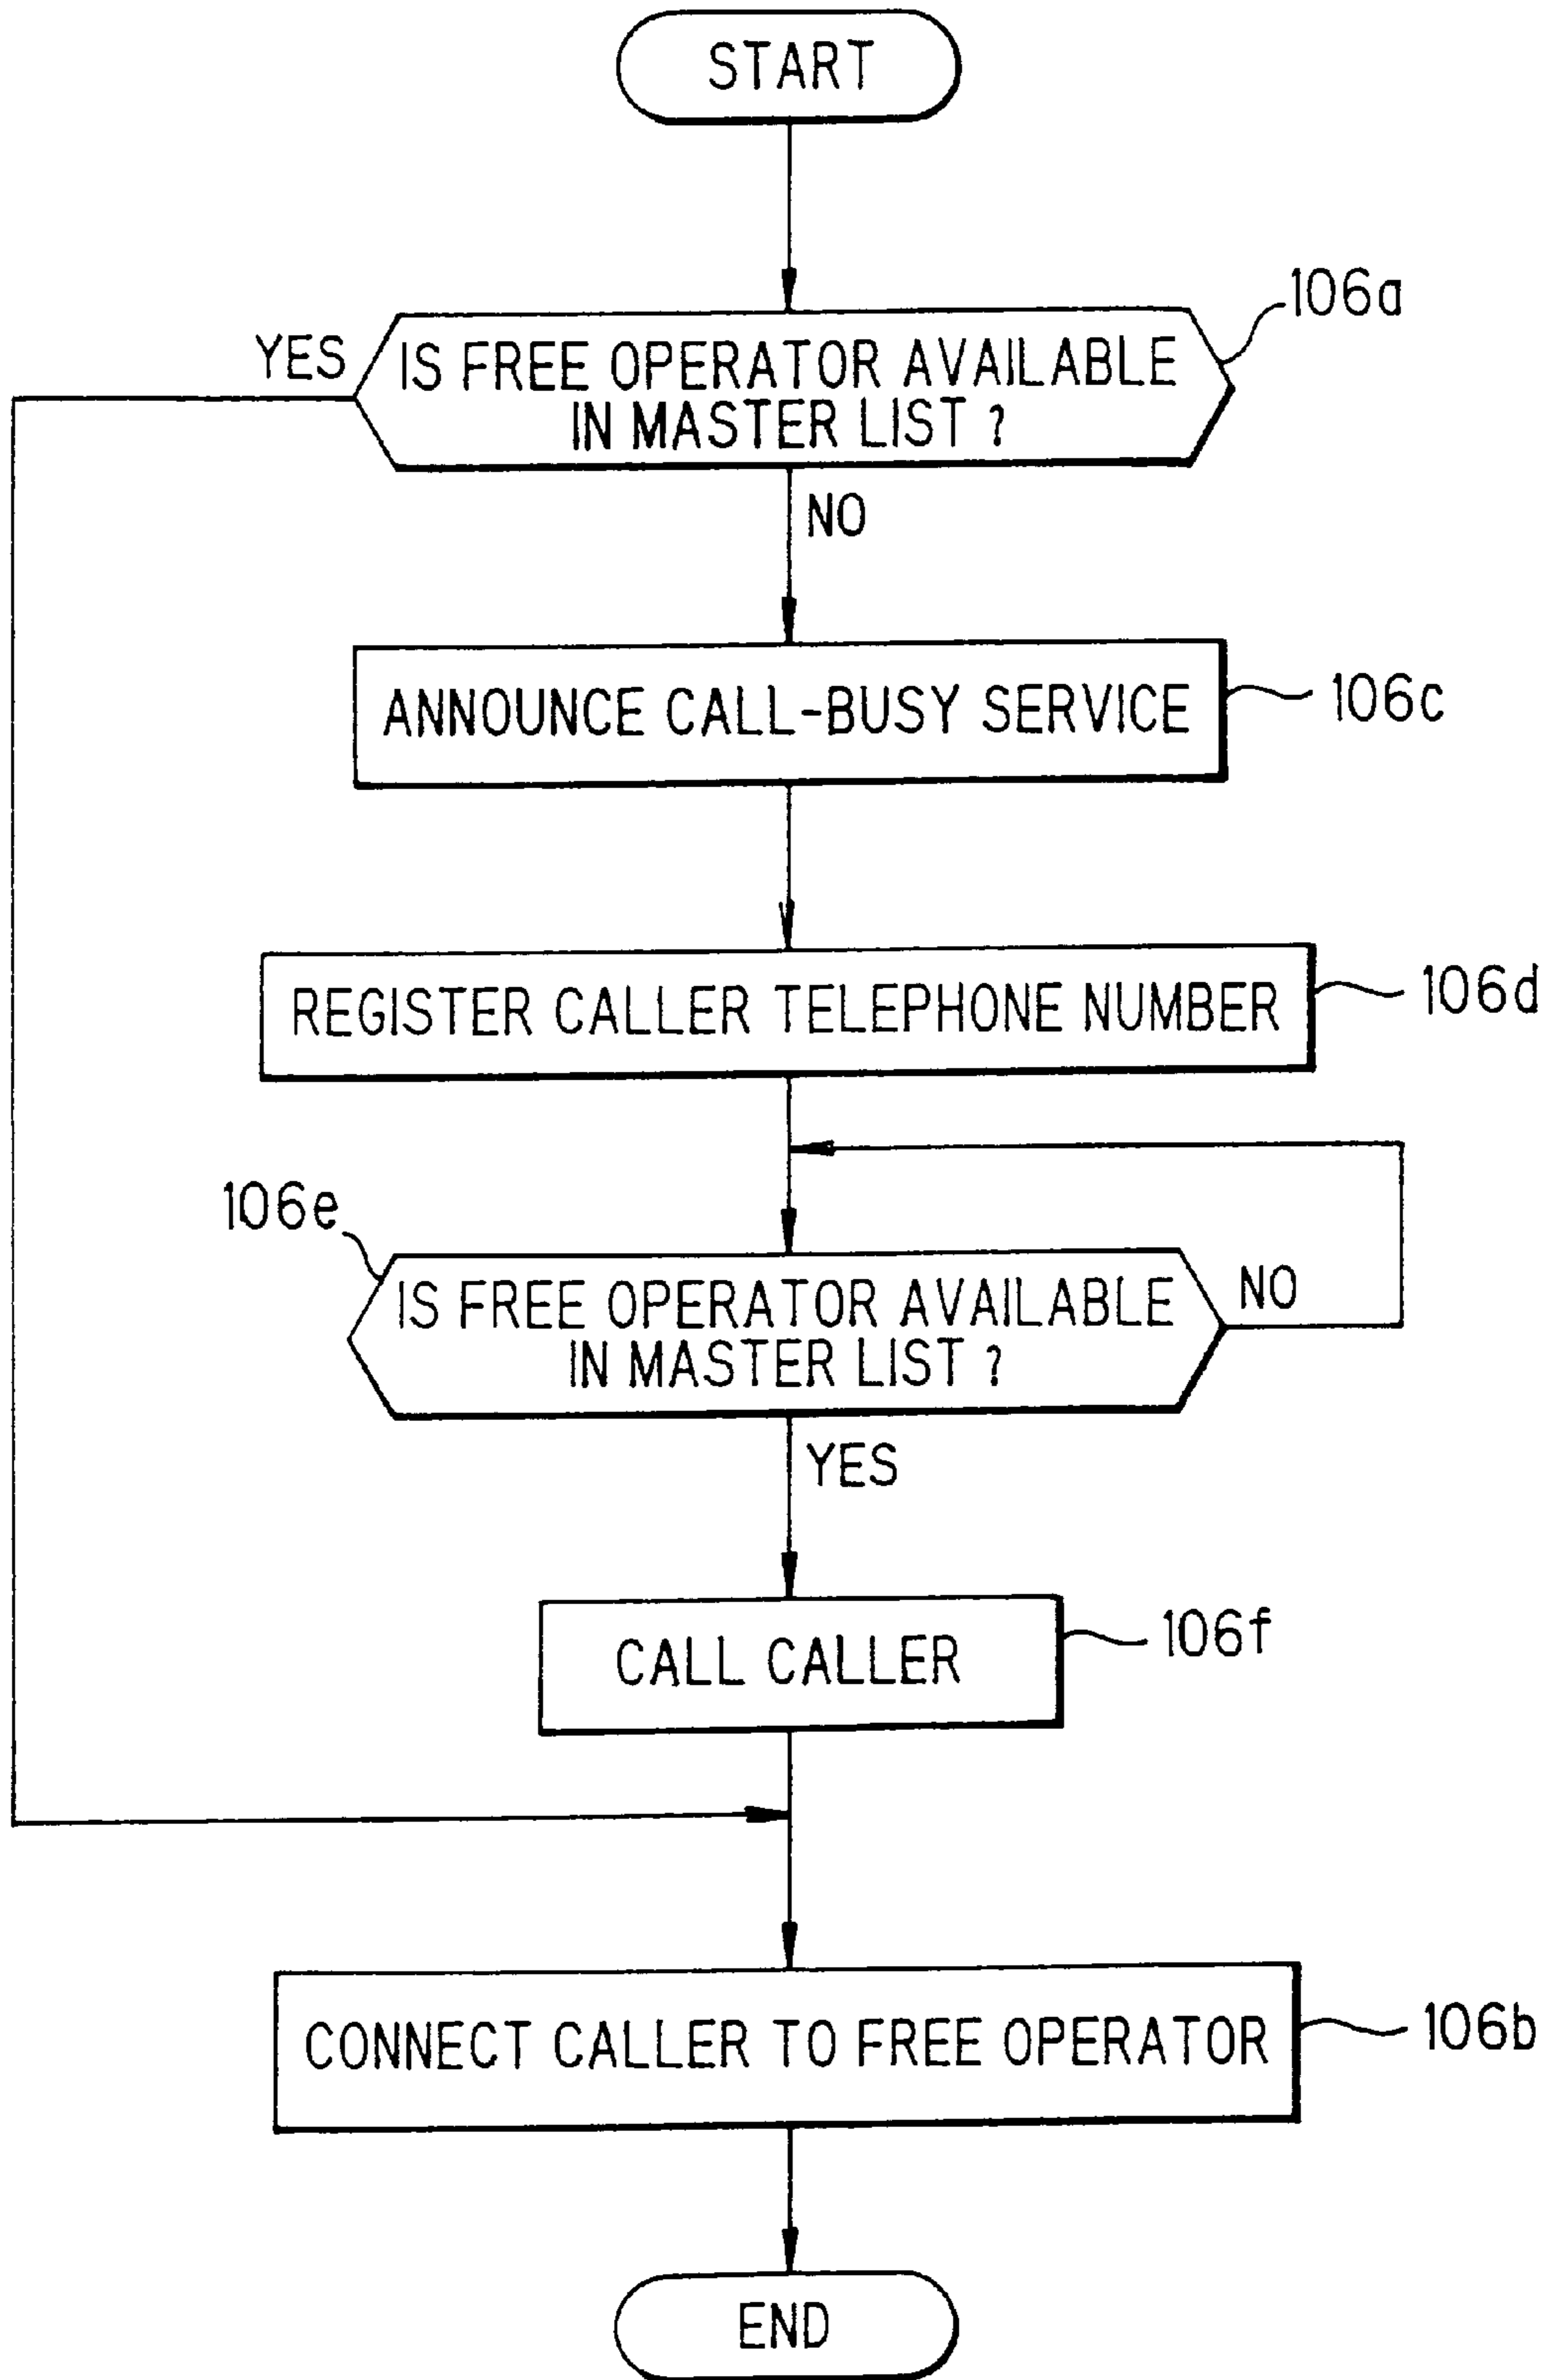 START
106a
YES
IS FREE OPERATOR AVAILABLE
IN MASTER LIST ?
NO
ANNOUNCE CALL-BUSY SERVICE
106c
REGISTER CALLER TELEPHONE NUMBER
106d
106e
IS FREE OPERATOR AVAILABLE
IN MASTER LIST ?
NO
YES
CALL CALLER
106f
CONNECT CALLER TO FREE OPERATOR
106b
END